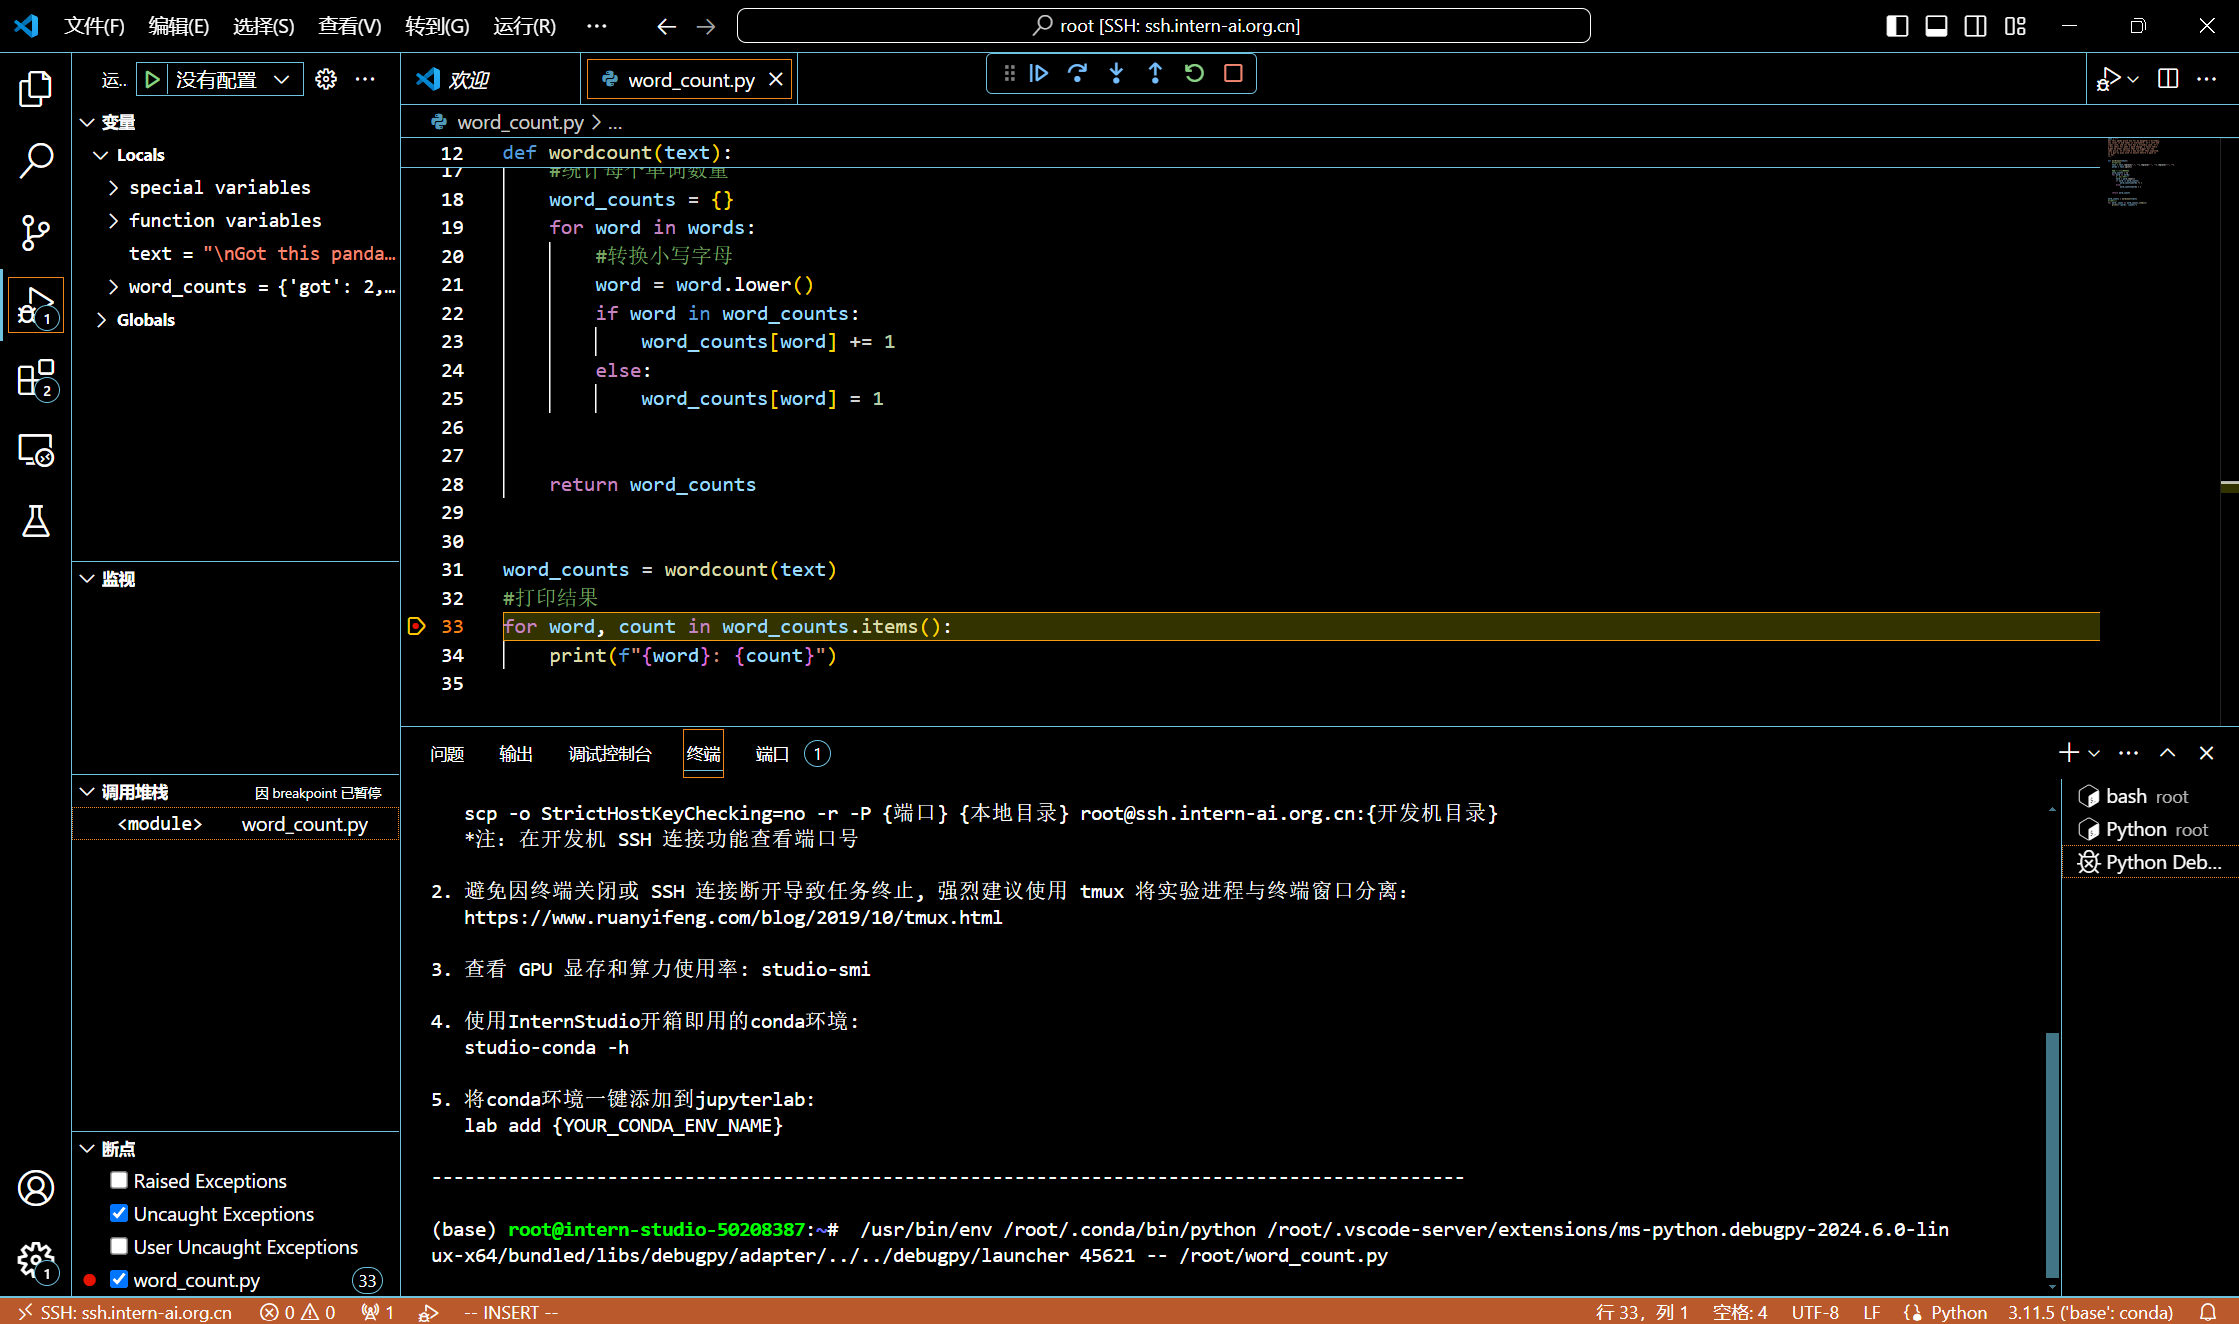 文件(F) 编辑(E) 选择(S) 查看(V) 转到(G) 运行(R) ···
root [SSH: ssh.intern-ai.org.cn]
运.. 没有配置 ···
欢迎
word_count.py
变量
Locals
special variables
function variables
text = "\nGot this panda…
word_counts = {'got': 2,…
Globals
监视
调用堆栈 因 breakpoint 已暂停
<module> word_count.py
断点
Raised Exceptions
Uncaught Exceptions
User Uncaught Exceptions
word_count.py 33
1
2
1
word_count.py > ...
12 def wordcount(text):
17 #统计每个单词数量
18 word_counts = {}
19 for word in words:
20 #转换小写字母
21 word = word.lower()
22 if word in word_counts:
23 word_counts[word] += 1
24 else:
25 word_counts[word] = 1
26
27
28 return word_counts
29
30
31 word_counts = wordcount(text)
32 #打印结果
33 for word, count in word_counts.items():
34 print(f"{word}: {count}")
35
问题 输出 调试控制台 终端 端口 1
scp -o StrictHostKeyChecking=no -r -P {端口} {本地目录} root@ssh.intern-ai.org.cn:{开发机目录}
*注: 在开发机 SSH 连接功能查看端口号
2. 避免因终端关闭或 SSH 连接断开导致任务终止, 强烈建议使用 tmux 将实验进程与终端窗口分离:
https://www.ruanyifeng.com/blog/2019/10/tmux.html
3. 查看 GPU 显存和算力使用率: studio-smi
4. 使用InternStudio开箱即用的conda环境:
studio-conda -h
5. 将conda环境一键添加到jupyterlab:
lab add {YOUR_CONDA_ENV_NAME}
----------------------------------------------------------------------------------------------
(base) root@intern-studio-50208387:~# /usr/bin/env /root/.conda/bin/python /root/.vscode-server/extensions/ms-python.debugpy-2024.6.0-lin
ux-x64/bundled/libs/debugpy/adapter/../../debugpy/launcher 45621 -- /root/word_count.py
bash root
Python root
Python Deb...
SSH: ssh.intern-ai.org.cn 0 0 1 -- INSERT -- 行 33, 列 1 空格: 4 UTF-8 LF Python 3.11.5 ('base': conda)